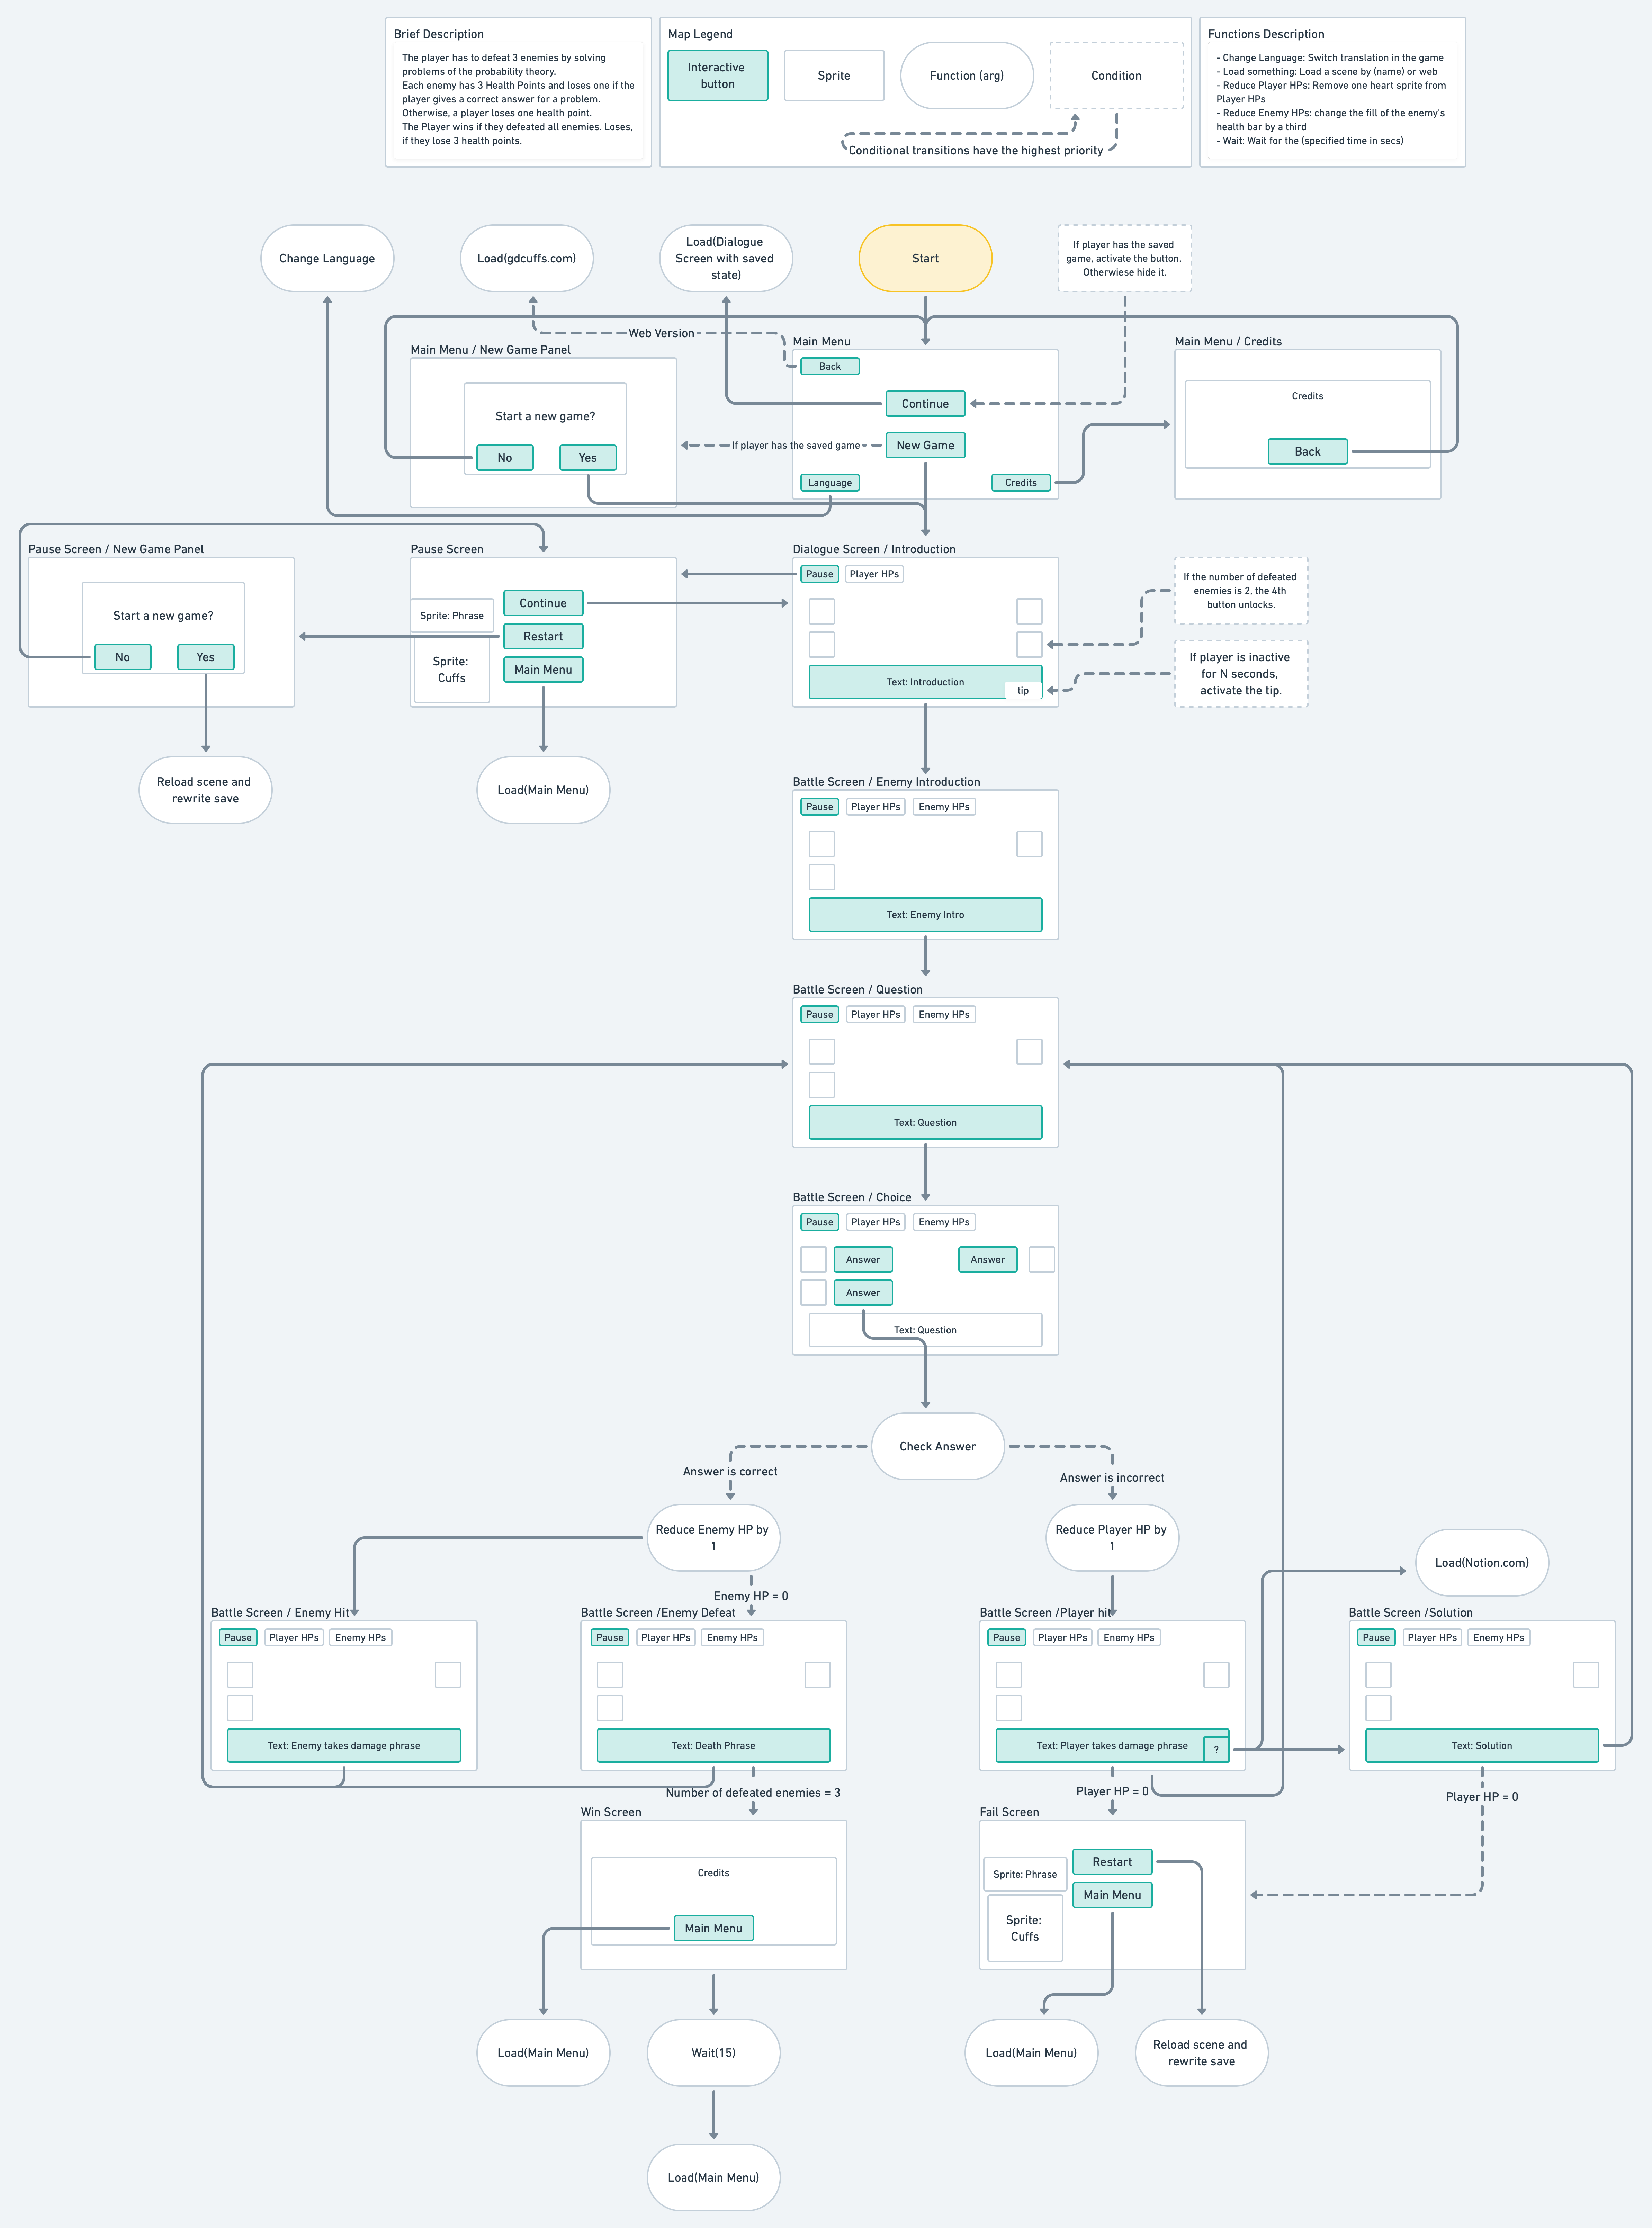 Brief Description
The player has to defeat 3 enemies by solving
problems of the probability theory.
Each enemy has 3 Health Points and loses one if the
player gives a correct answer for a problem.
Otherwise, a player loses one health point.
The Player wins if they defeated all enemies. Loses,
if they lose 3 health points.
Map Legend
Interactive
button
Sprite
Function (arg)
Condition
Conditional transitions have the highest priority
Functions Description
- Change Language: Switch translation in the game
- Load something: Load a scene by (name) or web
- Reduce Player HPs: Remove one heart sprite from
Player HPs
- Reduce Enemy HPs: change the fill of the enemy's
health bar by a third
- Wait: Wait for the (specified time in secs)
Change Language
Load(gdcuffs.com)
Load(Dialogue
Screen with saved
state)
Start
If player has the saved
game, activate the button.
Otherwiese hide it.
Web Version
Main Menu / New Game Panel
Start a new game?
No
Yes
Main Menu
Back
Continue
If player has the saved game
New Game
Language
Credits
Main Menu / Credits
Credits
Back
Pause Screen / New Game Panel
Start a new game?
No
Yes
Pause Screen
Continue
Sprite: Phrase
Restart
Sprite:
Cuffs
Main Menu
Dialogue Screen / Introduction
Pause
Player HPs
Text: Introduction
tip
If the number of defeated
enemies is 2, the 4th
button unlocks.
If player is inactive
for N seconds,
activate the tip.
Reload scene and
rewrite save
Load(Main Menu)
Battle Screen / Enemy Introduction
Pause
Player HPs
Enemy HPs
Text: Enemy Intro
Battle Screen / Question
Pause
Player HPs
Enemy HPs
Text: Question
Battle Screen / Choice
Pause
Player HPs
Enemy HPs
Answer
Answer
Answer
Text: Question
Check Answer
Answer is correct
Answer is incorrect
Reduce Enemy HP by
1
Reduce Player HP by
1
Load(Notion.com)
Enemy HP = 0
Battle Screen / Enemy Hit
Pause
Player HPs
Enemy HPs
Text: Enemy takes damage phrase
Battle Screen /Enemy Defeat
Pause
Player HPs
Enemy HPs
Text: Death Phrase
Battle Screen /Player hit
Pause
Player HPs
Enemy HPs
Text: Player takes damage phrase
?
Battle Screen /Solution
Pause
Player HPs
Enemy HPs
Text: Solution
Number of defeated enemies = 3
Player HP = 0
Player HP = 0
Win Screen
Credits
Main Menu
Fail Screen
Restart
Sprite: Phrase
Main Menu
Sprite:
Cuffs
Load(Main Menu)
Wait(15)
Load(Main Menu)
Reload scene and
rewrite save
Load(Main Menu)